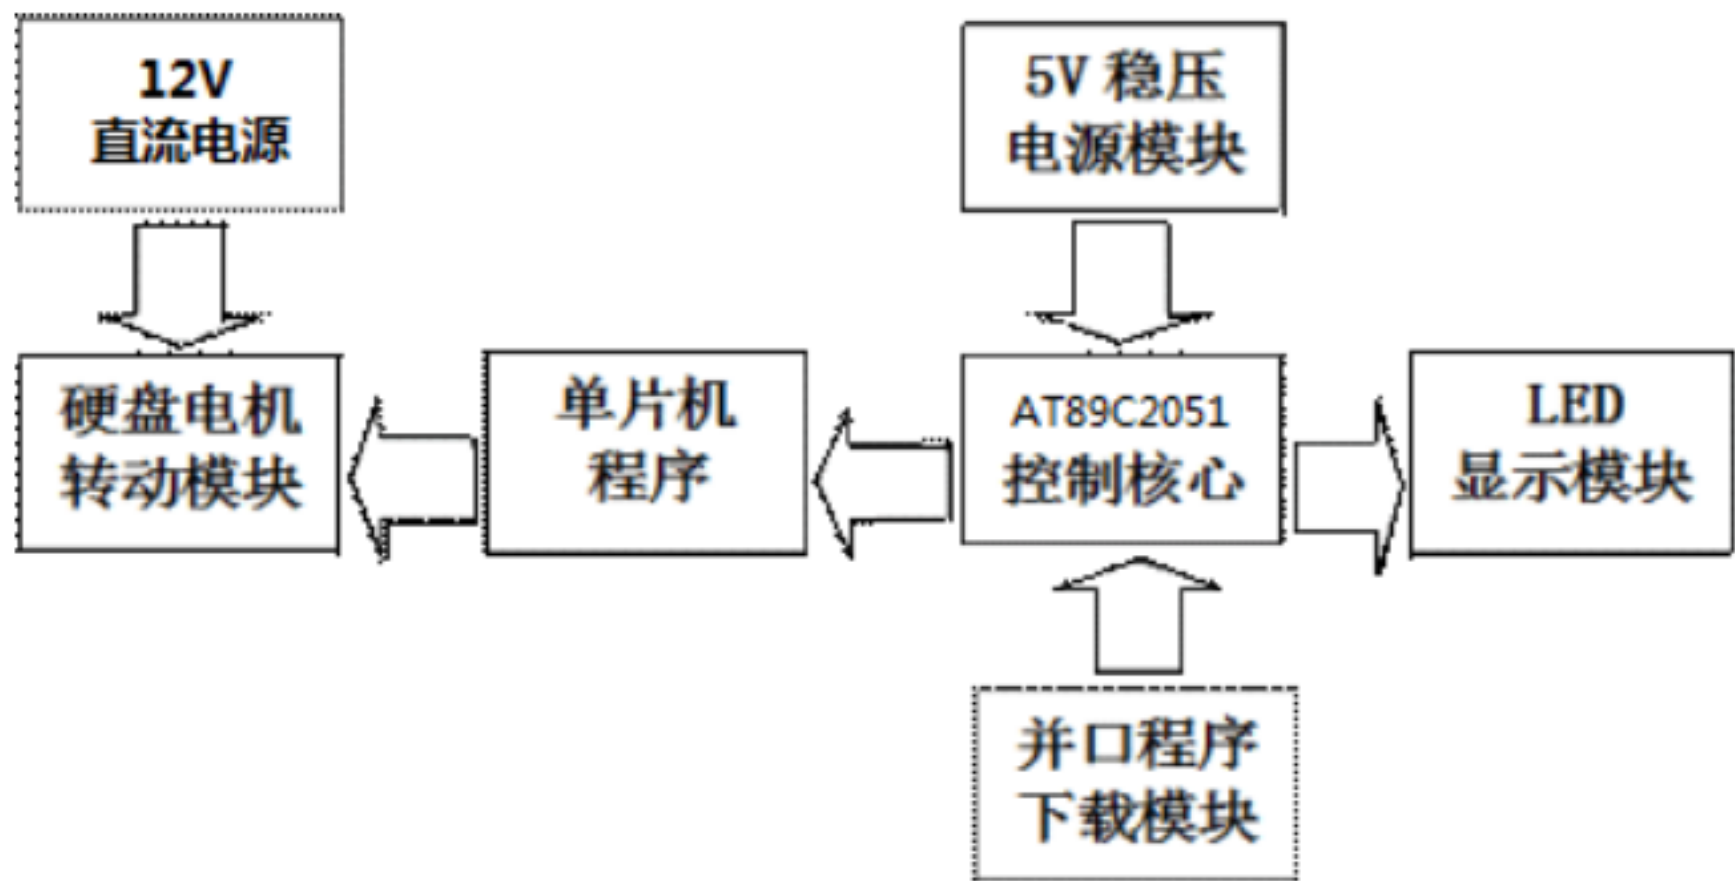 12V
直流电源
5V 稳压
电源模块
硬盘电机
转动模块
单片机
程序
AT89C2051
控制核心
LED
显示模块
并口程序
下载模块